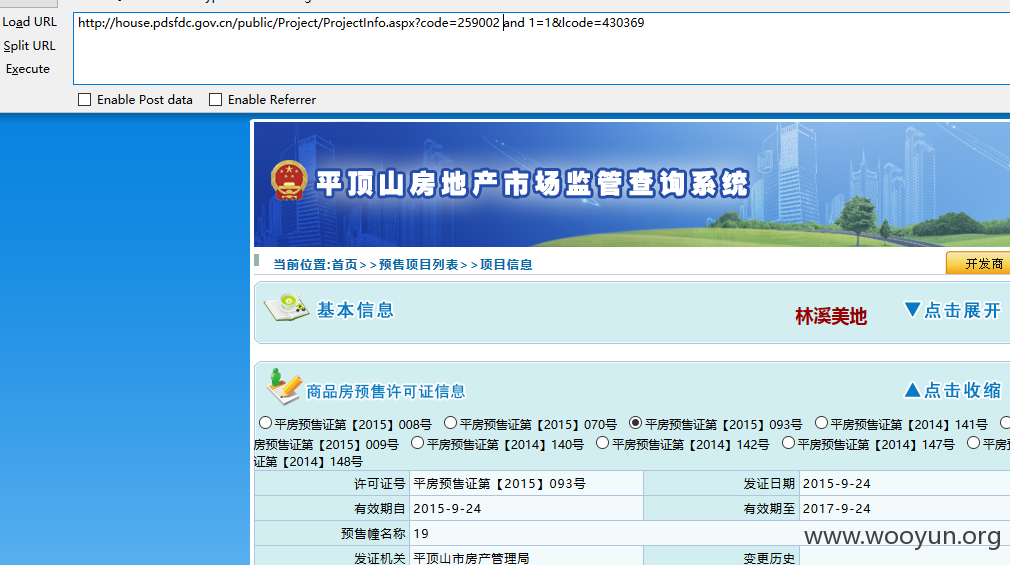 Load URL
http://house.pdsfdc.gov.cn/public/Project/ProjectInfo.aspx?code=259002 and 1=1&lcode=430369
Split URL
Execute
Enable Post data Enable Referrer
平顶山房地产市场监管查询系统
当前位置:首页>>预售项目列表>>项目信息
开发商
基本信息
林溪美地
▼点击展开
商品房预售许可证信息
▲点击收缩
平房预售证第【2015】008号 平房预售证第【2015】070号 平房预售证第【2015】093号 平房预售证第【2014】141号
房预售证第【2015】009号 平房预售证第【2014】140号 平房预售证第【2014】142号 平房预售证第【2014】147号 平房
证第【2014】148号
许可证号 平房预售证第【2015】093号 发证日期 2015-9-24
有效期自 2015-9-24 有效期至 2017-9-24
预售幢名称 19
发证机关 平顶山市房产管理局 变更历史
www.wooyun.org